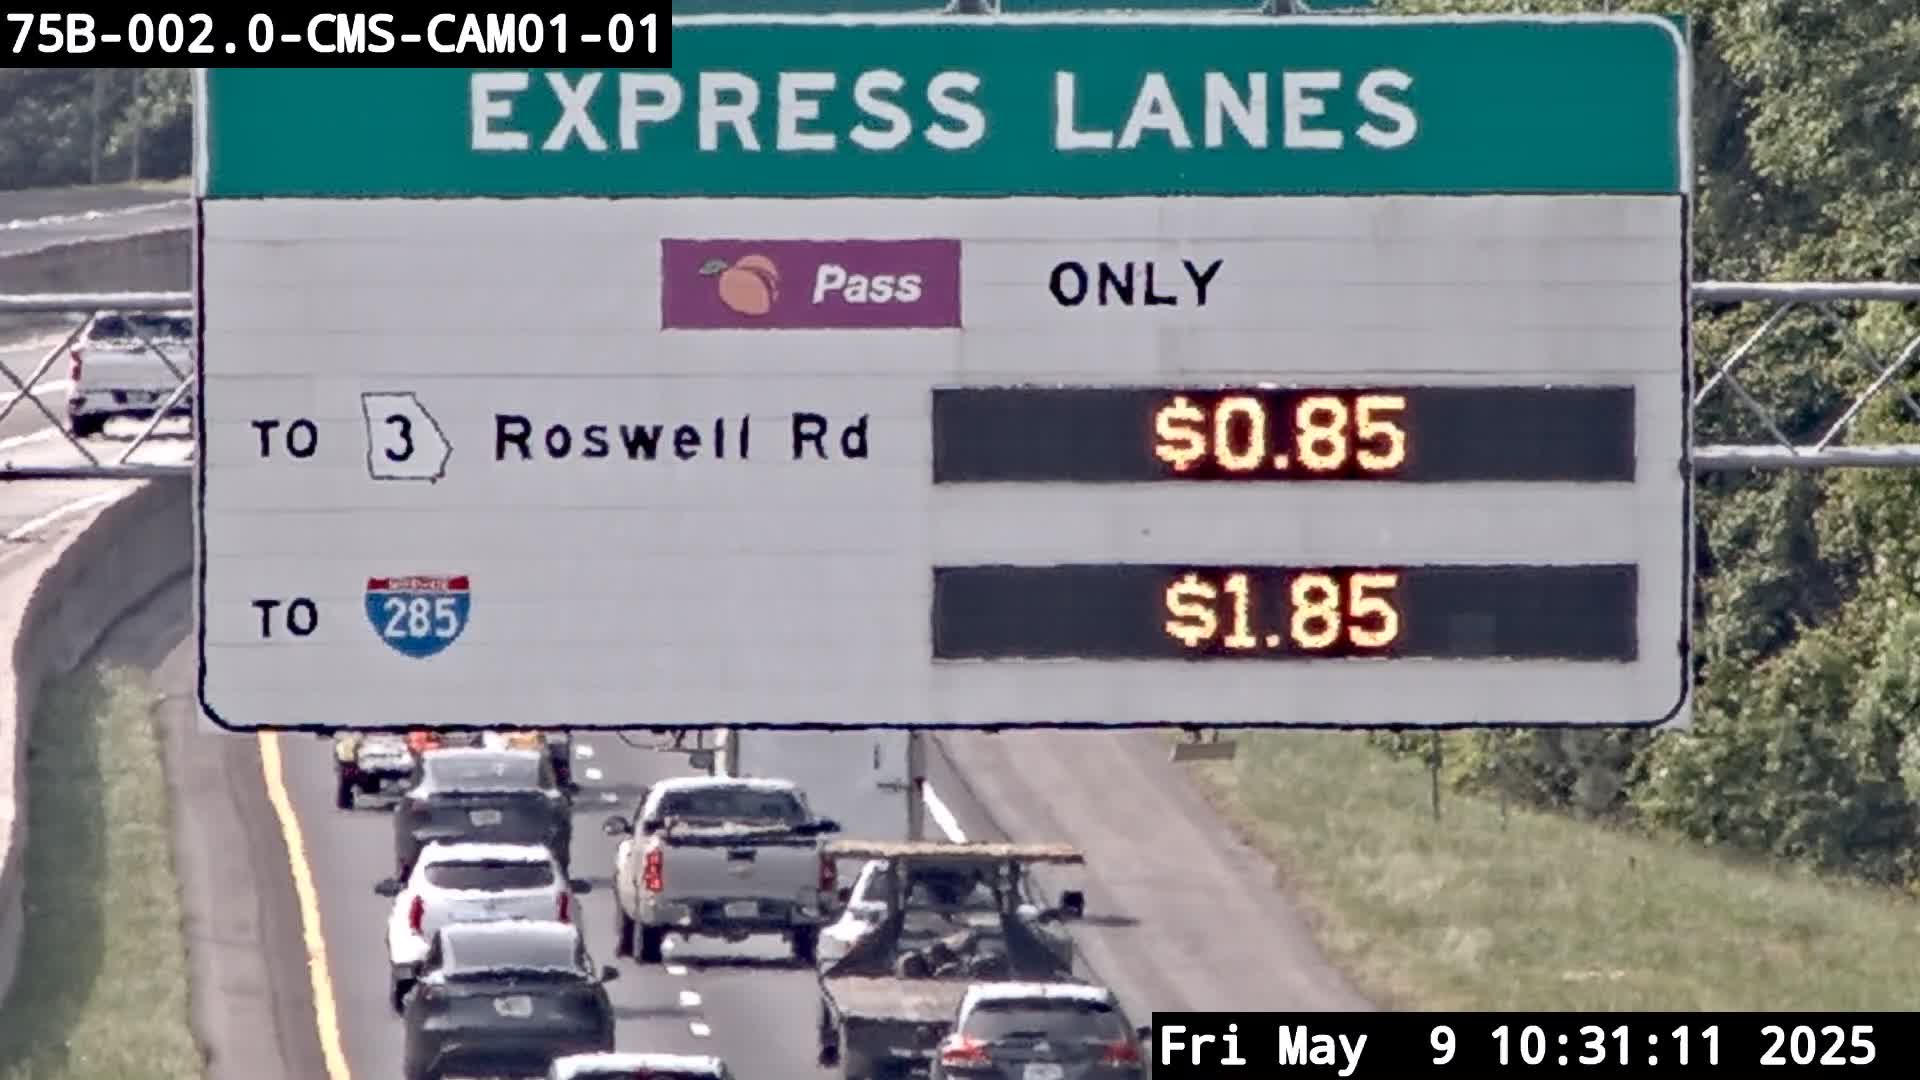 75B-002.0-CMS-CAM01-01
EXPRESS LANES
Pass ONLY
TO 3 Roswell Rd $0.85
TO INTERSTATE 285 $1.85
Fri May 9 10:31:11 2025